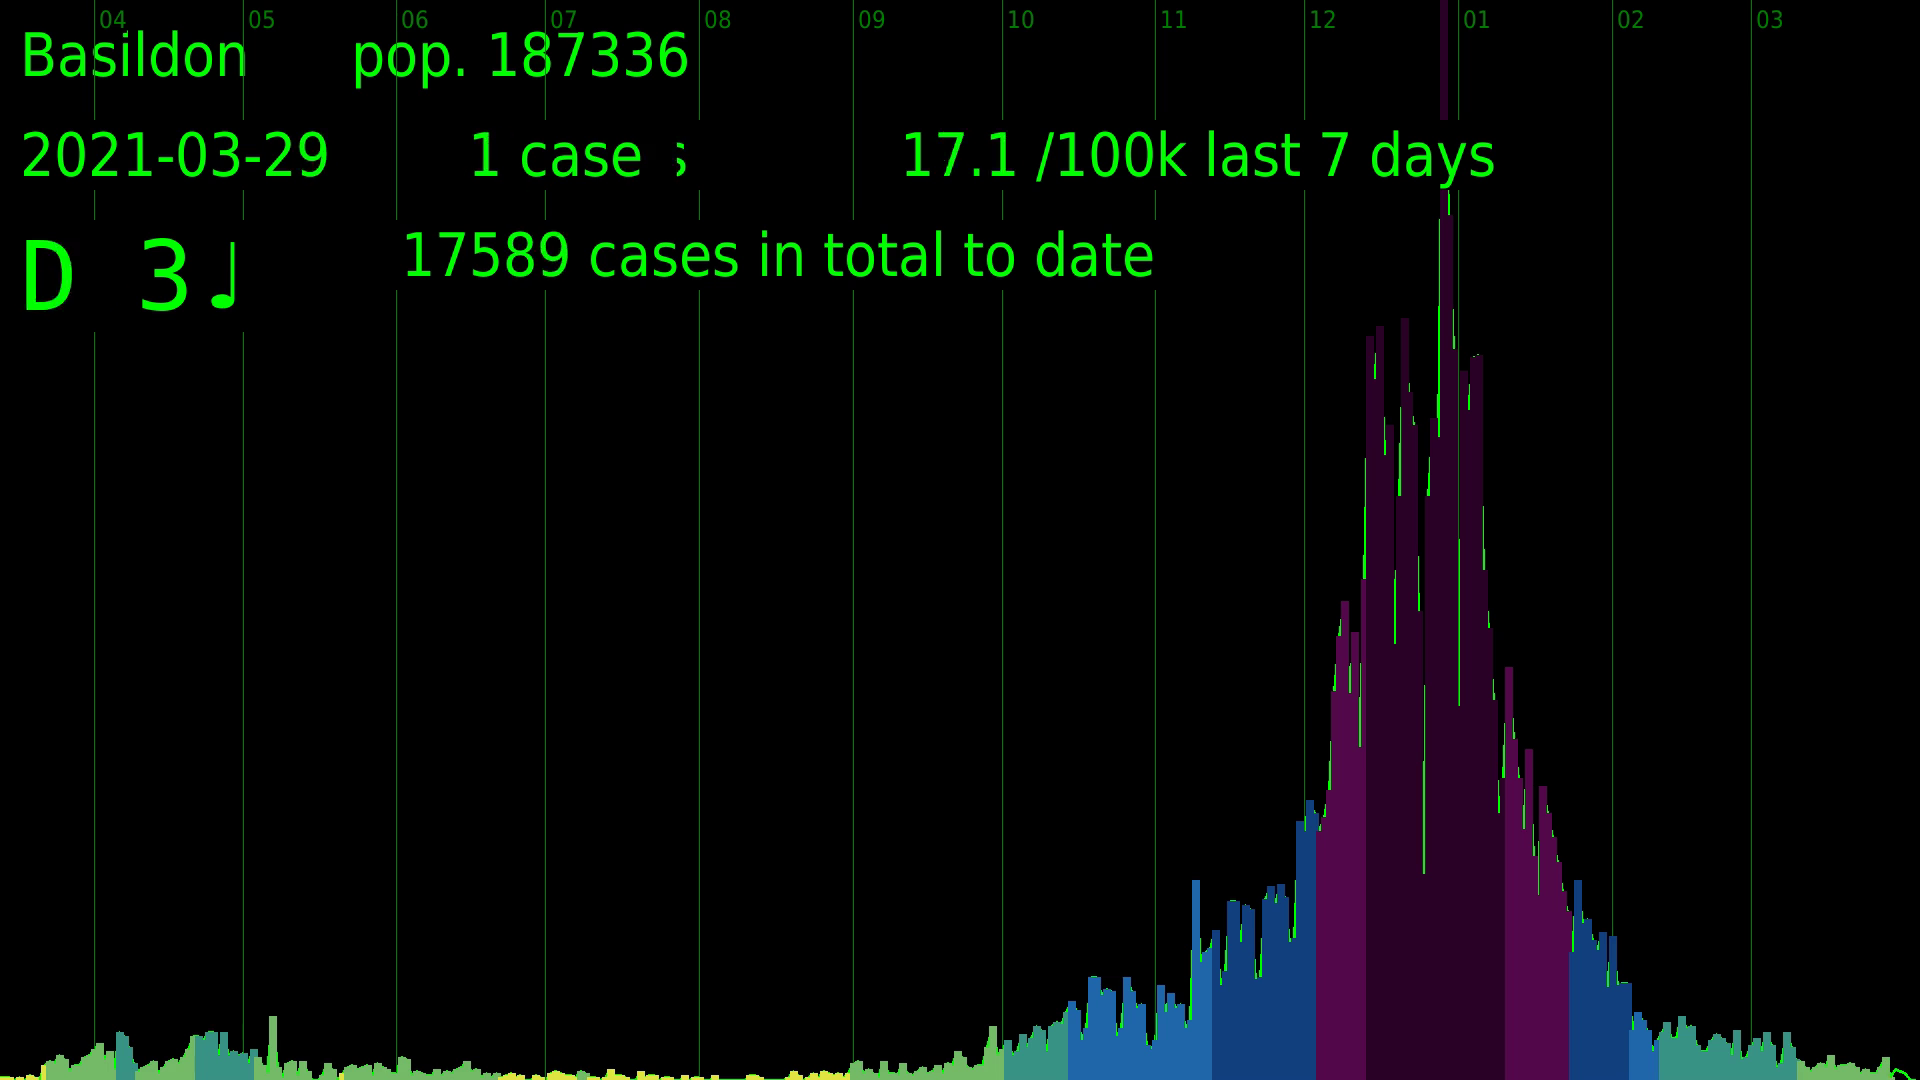 04 05 06 07 08 09 10 11 12 01 02 03
Basildon pop. 187336
2021-03-29 1 case s 17.1 /100k last 7 days
D 3♩ 17589 cases in total to date